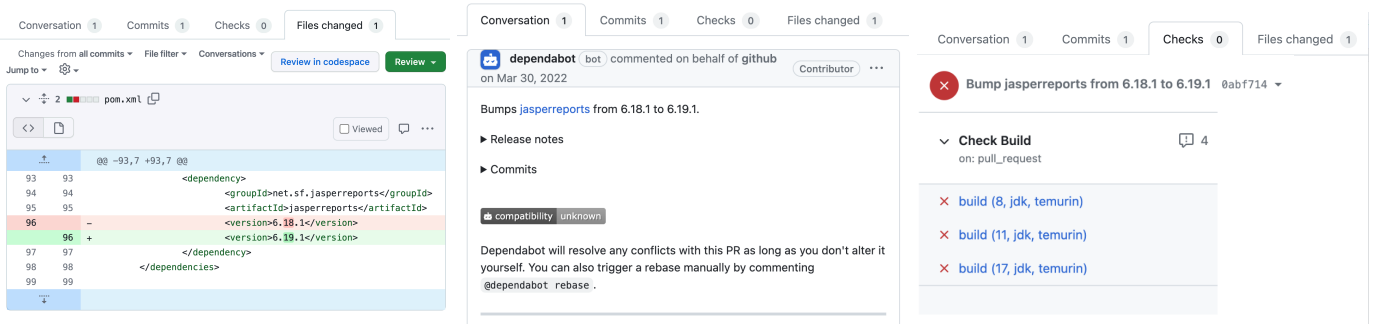 Conversation 1 Commits 1 Checks 0 Files changed 1
Changes from all commits File filter Conversations
Jump to
Review in codespace Review
2 pom.xml
<> Viewed
@@ -93,7 +93,7 @@
93 93 <dependency>
94 94 <groupId>net.sf.jasperreports</groupId>
95 95 <artifactId>jasperreports</artifactId>
96 - <version>6.18.1</version>
96 + <version>6.19.1</version>
97 97 </dependency>
98 98 </dependencies>
99 99
Conversation 1 Commits 1 Checks 0 Files changed 1
dependabot bot commented on behalf of github
on Mar 30, 2022
Contributor
Bumps jasperreports from 6.18.1 to 6.19.1.
Release notes
Commits
compatibility unknown
Dependabot will resolve any conflicts with this PR as long as you don't alter it
yourself. You can also trigger a rebase manually by commenting
@dependabot rebase .
Conversation 1 Commits 1 Checks 0 Files changed 1
Bump jasperreports from 6.18.1 to 6.19.1 0abf714
Check Build 4
on: pull_request
build (8, jdk, temurin)
build (11, jdk, temurin)
build (17, jdk, temurin)